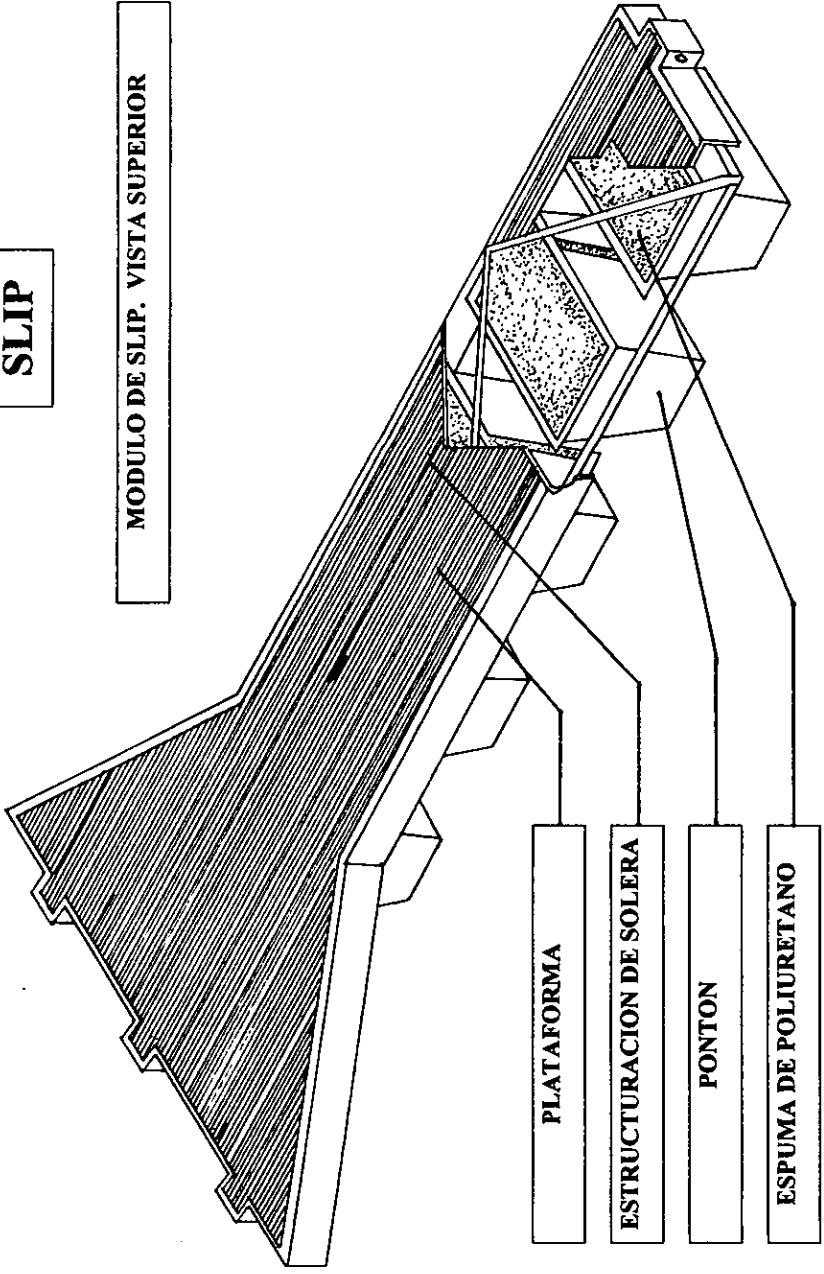 SLIP
MODULO DE SLIP. VISTA SUPERIOR
PLATAFORMA
ESTRUCTURACION DE SOLERA
PONTON
ESPUMA DE POLIURETANO